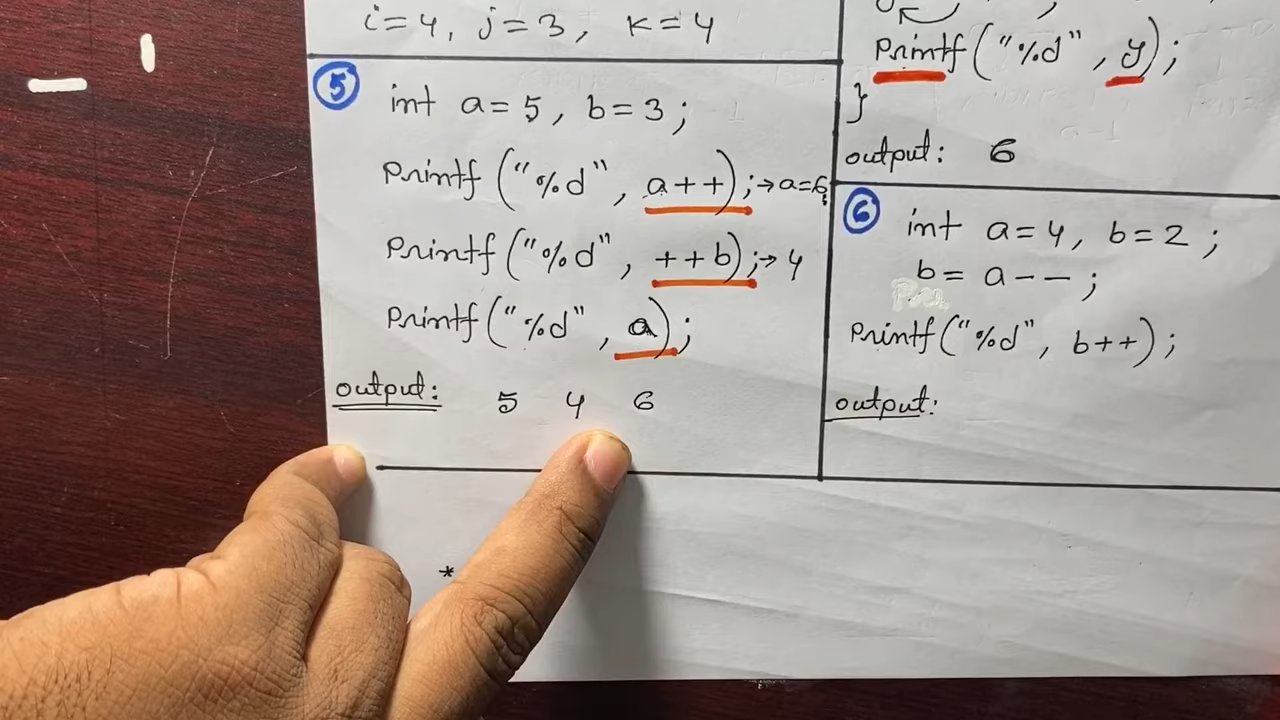 i=4, j=3, k=4
5
int a=5, b=3;
printf ("%d", a++); → a=6;
printf ("%d", ++b); → 4
printf ("%d", a);
output: 5 4 6
*
printf ("%d", y);
}
output: 6
6
int a=4, b=2;
b= a--;
printf ("%d", b++);
output: